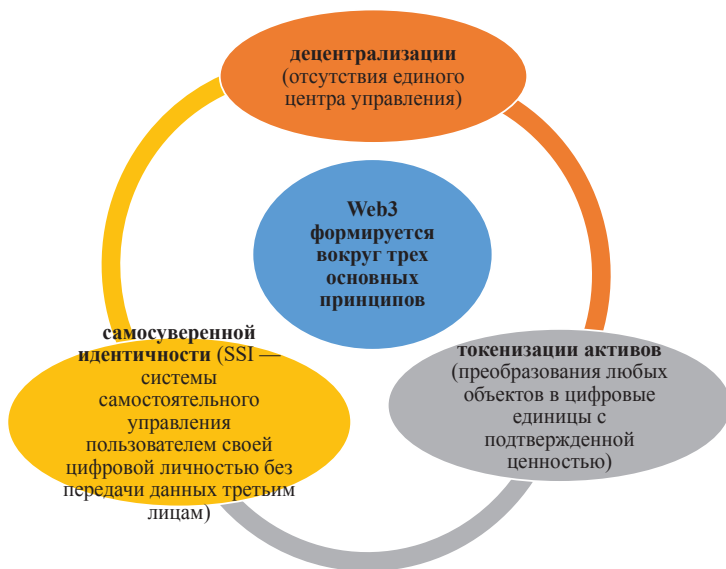 децентрализации
(отсутствия единого
центра управления)
Web3
формируется
вокруг трех
основных
принципов
самосуверенной
идентичности (SSI —
системы
самостоятельного
управления
пользователем своей
цифровой личностью без
передачи данных третьим
лицам)
токенизации активов
(преобразования любых
объектов в цифровые
единицы с
подтвержденной
ценностью)